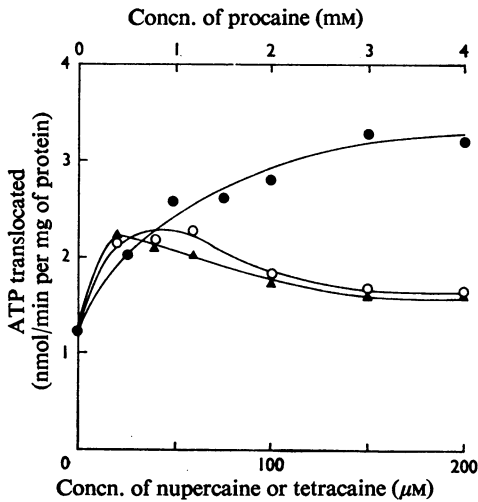 Concn. of procaine (mM)
0 1 2 3 4
4
3
2
1
ATP translocated
(nmol/min per mg of protein)
0 100 200
Concn. of nupercaine or tetracaine (μM)